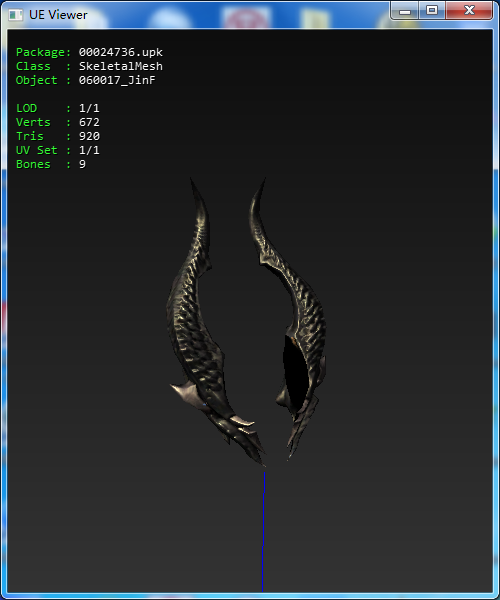 UE Viewer
Package: 00024736.upk
Class : SkeletalMesh
Object : 060017_JinF
LOD : 1/1
Verts : 672
Tris : 920
UV Set : 1/1
Bones : 9